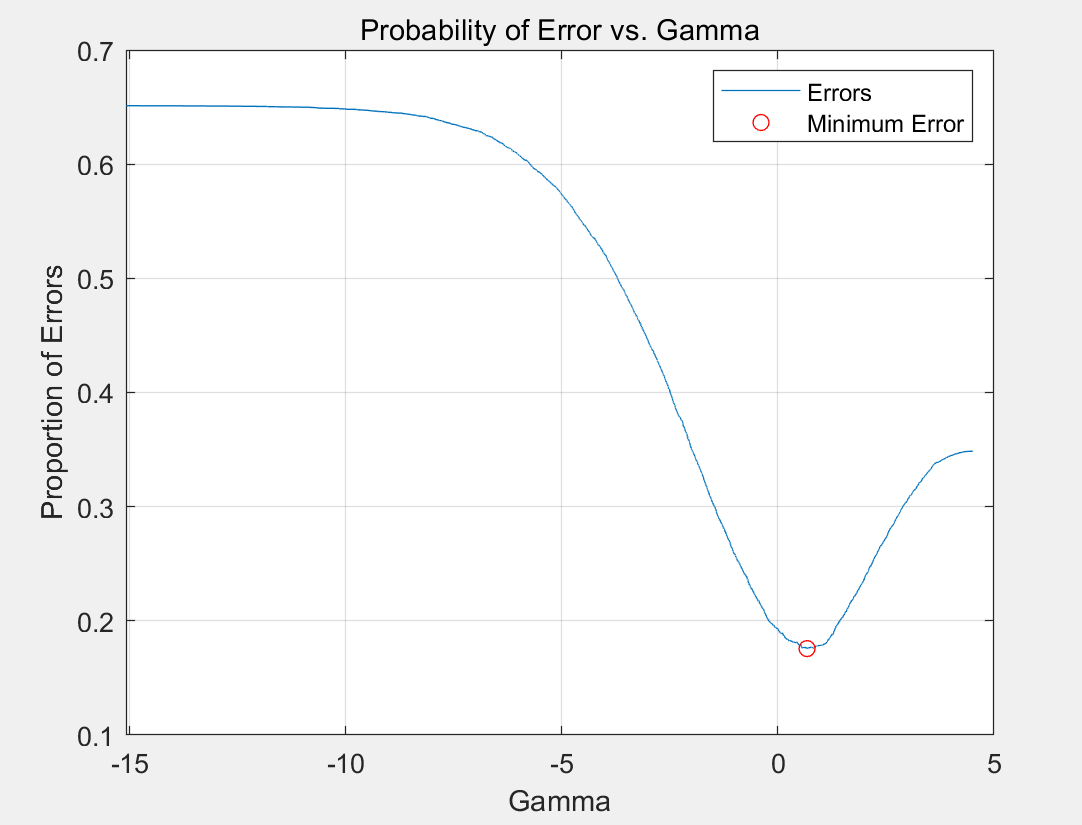 Probability of Error vs. Gamma
Errors
Minimum Error
Proportion of Errors
0.7
0.6
0.5
0.4
0.3
0.2
0.1
-15
-10
-5
0
5
Gamma